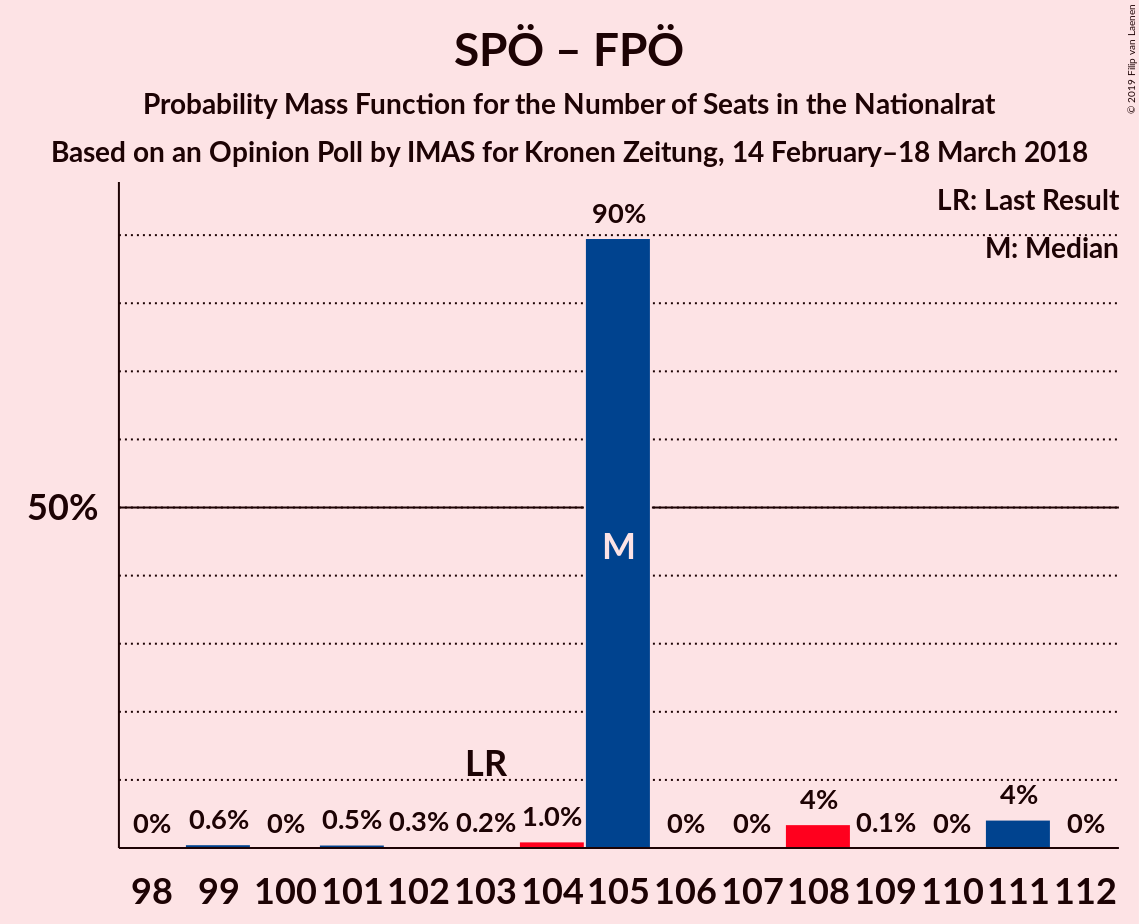 SPÖ – FPÖ
Probability Mass Function for the Number of Seats in the Nationalrat
Based on an Opinion Poll by IMAS for Kronen Zeitung, 14 February–18 March 2018
© 2019 Filip van Laenen
LR: Last Result
M: Median
90%
50%
M
LR
0% 0.6% 0% 0.5% 0.3% 0.2% 1.0% 0% 0% 4% 0.1% 0% 4% 0%
98 99 100 101 102 103 104 105 106 107 108 109 110 111 112